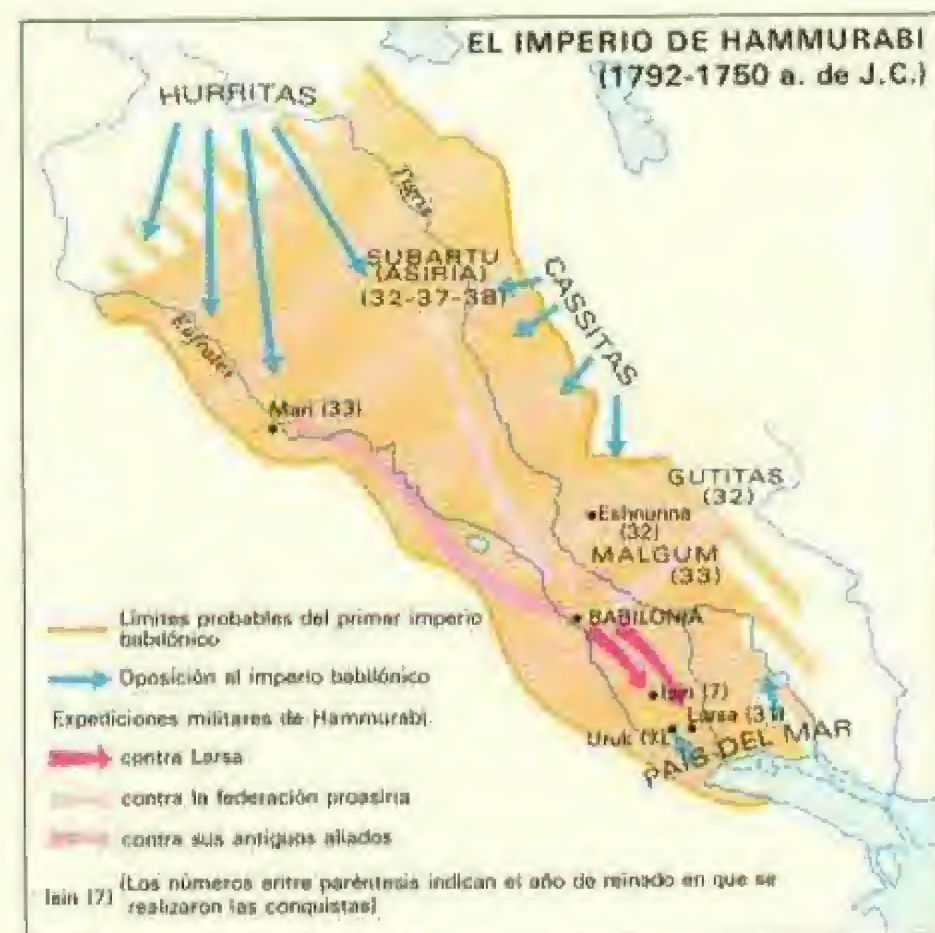 EL IMPERIO DE HAMMURABI
(1792-1750 a. de J.C.)
HURRITAS
Tigris
SUBARTU
(ASIRIA)
(32-37-38)
CASSITAS
Eufrates
Mari (33)
GUTITAS
(32)
Eshnunna
(32)
MALGUM
(33)
BABILONIA
Isin (7)
Larsa (31)
Uruk
PAIS DEL MAR
Límites probables del primer imperio
babilónico
Oposición al imperio babilónico
Expediciones militares de Hammurabi.
contra Larsa
contra la federación proasiria
contra sus antiguos aliados
Isin (7) (Los números entre paréntesis indican el año de reinado en que se
realizaron las conquistas)